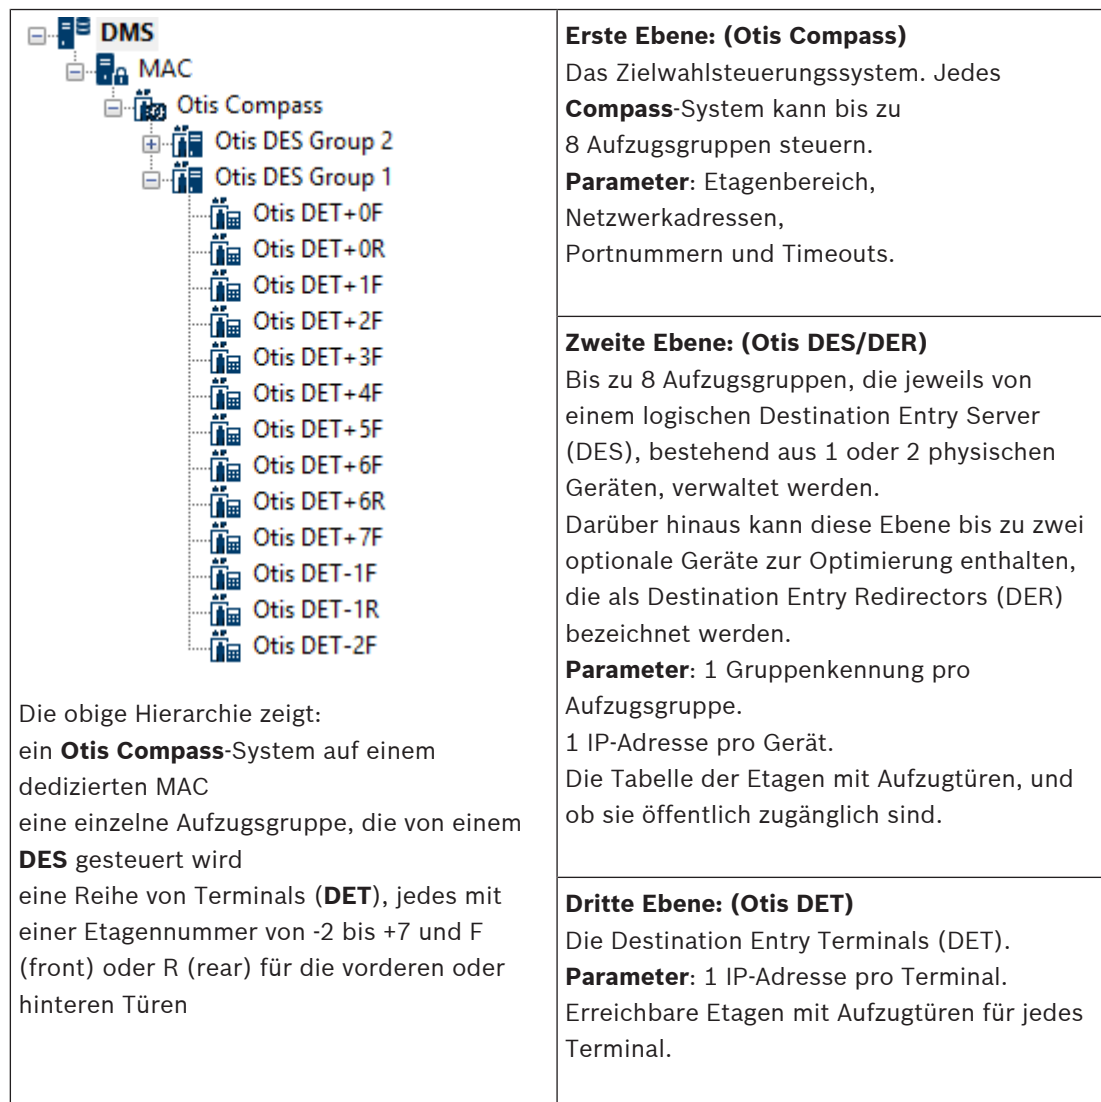 DMS
MAC
Otis Compass
Otis DES Group 2
Otis DES Group 1
Otis DET+0F
Otis DET+0R
Otis DET+1F
Otis DET+2F
Otis DET+3F
Otis DET+4F
Otis DET+5F
Otis DET+6F
Otis DET+6R
Otis DET+7F
Otis DET-1F
Otis DET-1R
Otis DET-2F
Die obige Hierarchie zeigt:
ein Otis Compass-System auf einem
dedizierten MAC
eine einzelne Aufzugsgruppe, die von einem
DES gesteuert wird
eine Reihe von Terminals (DET), jedes mit
einer Etagennummer von -2 bis +7 und F
(front) oder R (rear) für die vorderen oder
hinteren Türen
Erste Ebene: (Otis Compass)
Das Zielwahlsteuerungssystem. Jedes
Compass-System kann bis zu
8 Aufzugsgruppen steuern.
Parameter: Etagenbereich,
Netzwerkadressen,
Portnummern und Timeouts.
Zweite Ebene: (Otis DES/DER)
Bis zu 8 Aufzugsgruppen, die jeweils von
einem logischen Destination Entry Server
(DES), bestehend aus 1 oder 2 physischen
Geräten, verwaltet werden.
Darüber hinaus kann diese Ebene bis zu zwei
optionale Geräte zur Optimierung enthalten,
die als Destination Entry Redirectors (DER)
bezeichnet werden.
Parameter: 1 Gruppenkennung pro
Aufzugsgruppe.
1 IP-Adresse pro Gerät.
Die Tabelle der Etagen mit Aufzugtüren, und
ob sie öffentlich zugänglich sind.
Dritte Ebene: (Otis DET)
Die Destination Entry Terminals (DET).
Parameter: 1 IP-Adresse pro Terminal.
Erreichbare Etagen mit Aufzugtüren für jedes
Terminal.